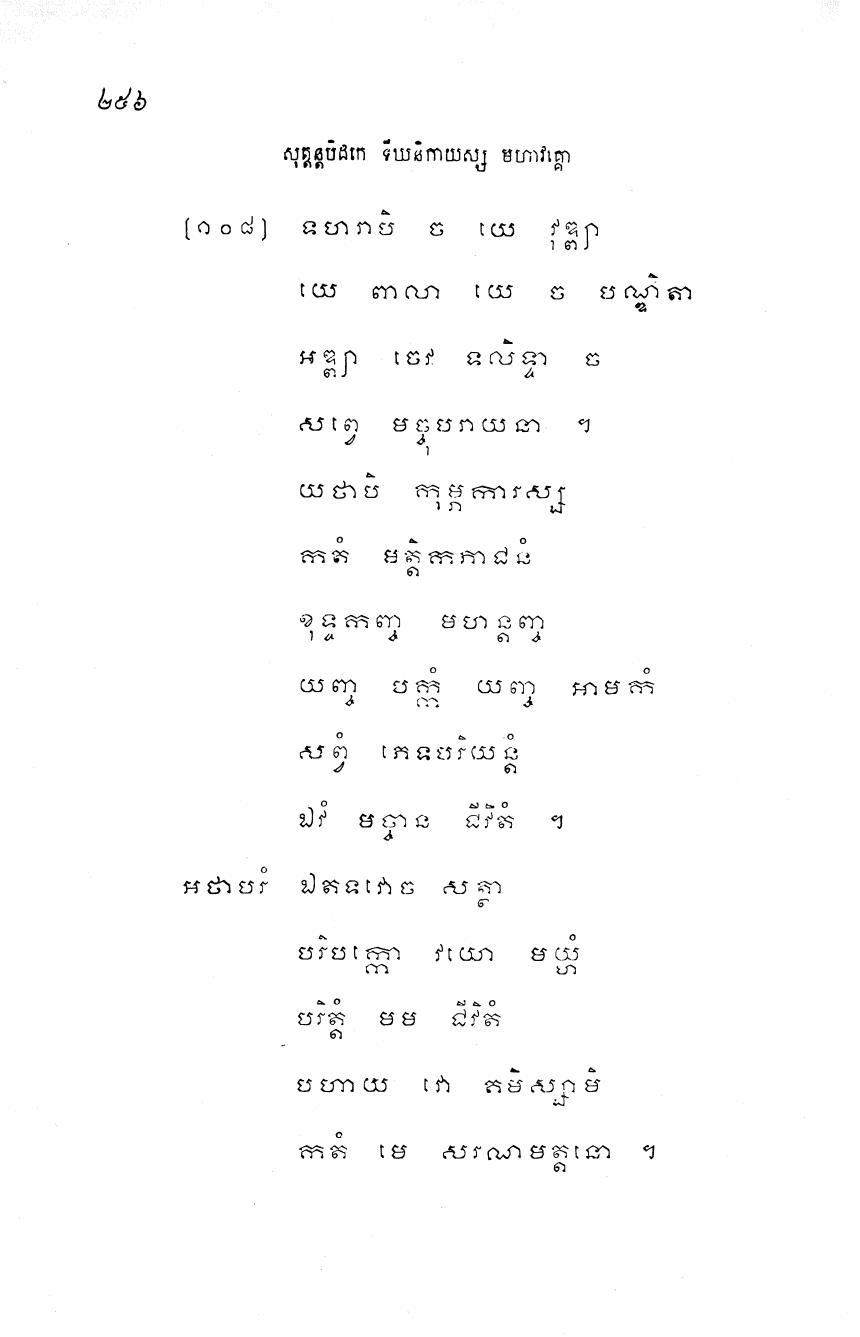 ២៥៦
សុត្តន្តបិដកេ ទីឃនិកាយស្ស មហាវគ្គោ
[១០៨] ទហរាបិ ច យេ វុឌ្ឍា
យេ ពាលា យេ ច បណ្ឌិតា
អឌ្ឍា ចេវ ទលិទ្ទា ច
សព្វេ មច្ចុបរាយនា ។
យថាបិ កុម្ភការស្ស
កតំ មត្តិកភាជនំ
ខុទ្ទកញ្ច មហន្តញ្ច
យញ្ច បក្កំ យញ្ច អាមកំ
សព្វំ ភេទបរិយន្តំ
ឯវំ មច្ចាន ជីវិតំ ។
អថាបរំ ឯតទវោច សត្ថា
បរិបក្កោ វយោ មយ្ហំ
បរិត្តំ មម ជីវិតំ
បហាយ វោ គមិស្សាមិ
កតំ មេ សរណមត្តនោ ។